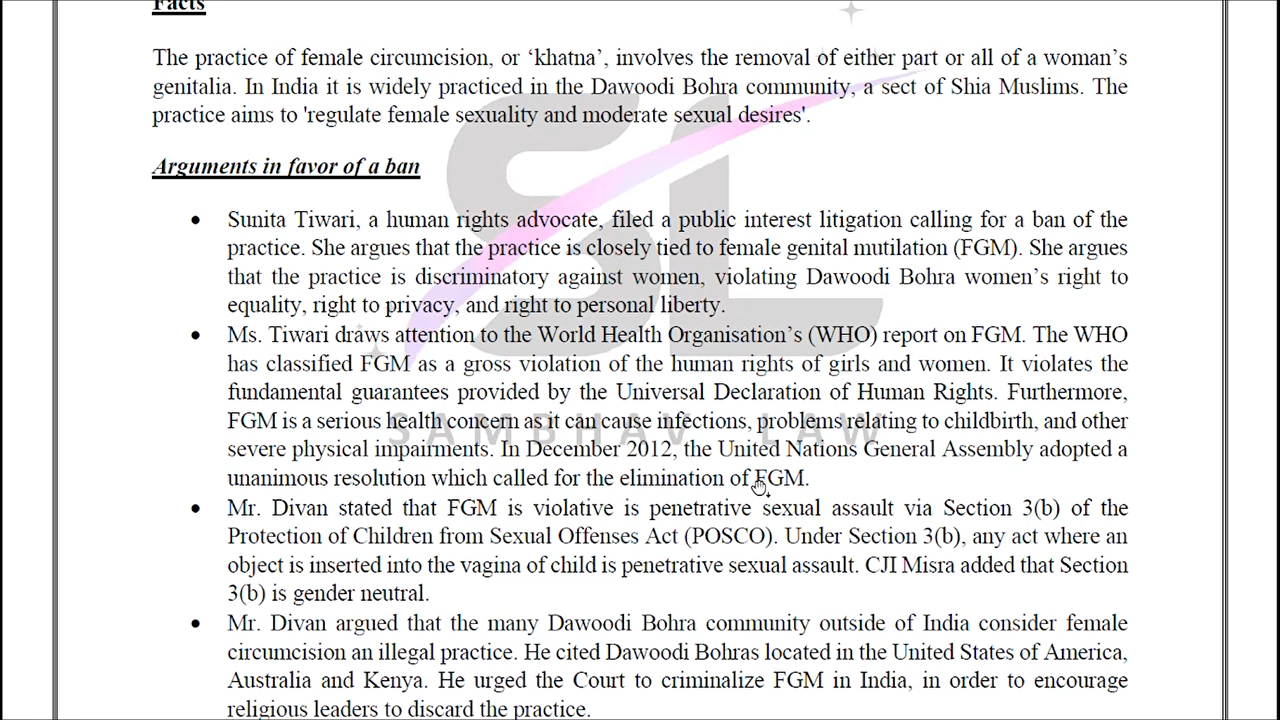 Facts
The practice of female circumcision, or ‘khatna’, involves the removal of either part or all of a woman’s
genitalia. In India it is widely practiced in the Dawoodi Bohra community, a sect of Shia Muslims. The
practice aims to 'regulate female sexuality and moderate sexual desires'.
Arguments in favor of a ban
• Sunita Tiwari, a human rights advocate, filed a public interest litigation calling for a ban of the
practice. She argues that the practice is closely tied to female genital mutilation (FGM). She argues
that the practice is discriminatory against women, violating Dawoodi Bohra women’s right to
equality, right to privacy, and right to personal liberty.
• Ms. Tiwari draws attention to the World Health Organisation’s (WHO) report on FGM. The WHO
has classified FGM as a gross violation of the human rights of girls and women. It violates the
fundamental guarantees provided by the Universal Declaration of Human Rights. Furthermore,
FGM is a serious health concern as it can cause infections, problems relating to childbirth, and other
severe physical impairments. In December 2012, the United Nations General Assembly adopted a
unanimous resolution which called for the elimination of FGM.
• Mr. Divan stated that FGM is violative is penetrative sexual assault via Section 3(b) of the
Protection of Children from Sexual Offenses Act (POSCO). Under Section 3(b), any act where an
object is inserted into the vagina of child is penetrative sexual assault. CJI Misra added that Section
3(b) is gender neutral.
• Mr. Divan argued that the many Dawoodi Bohra community outside of India consider female
circumcision an illegal practice. He cited Dawoodi Bohras located in the United States of America,
Australia and Kenya. He urged the Court to criminalize FGM in India, in order to encourage
religious leaders to discard the practice.
SL
SAMBHAV LAW